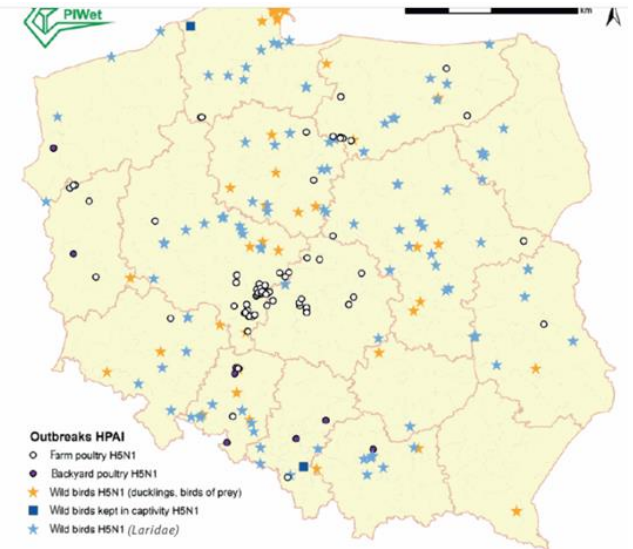 PIWet
km
Outbreaks HPAI
Farm poultry H5N1
Backyard poultry H5N1
Wild birds H5N1 (ducklings, birds of prey)
Wild birds kept in captivity H5N1
Wild birds H5N1 (Laridae)